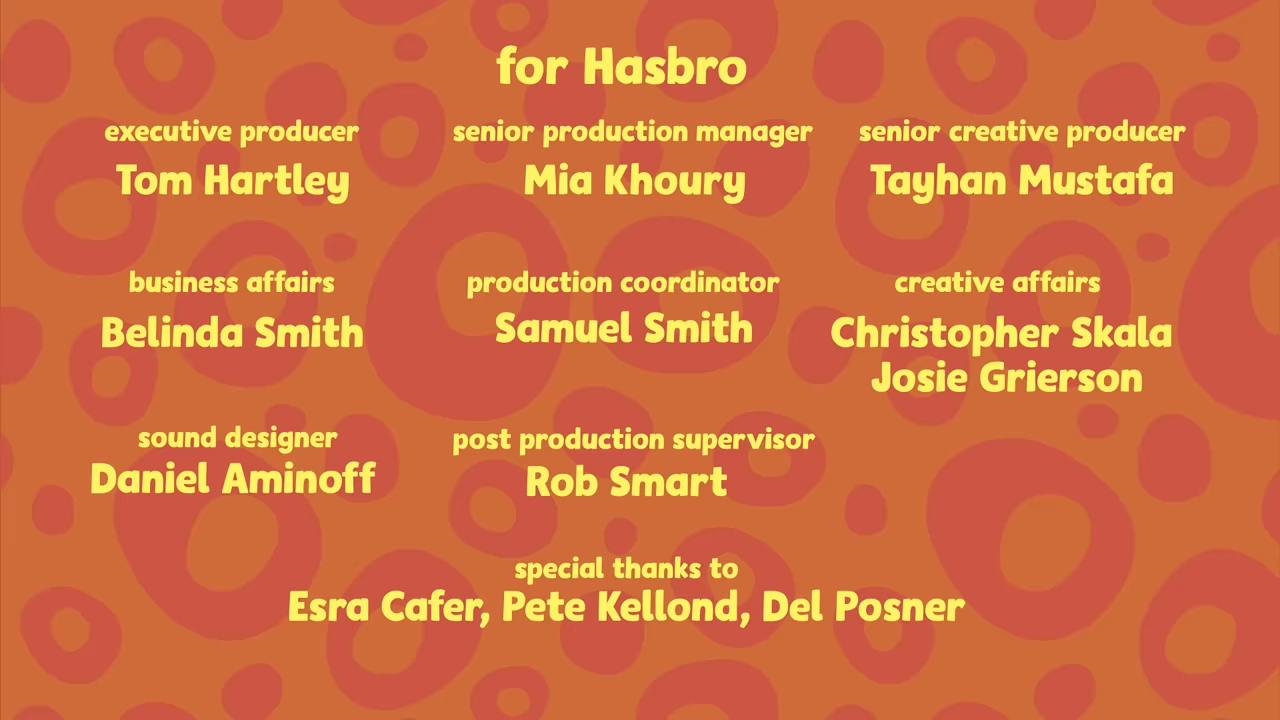 for Hasbro
executive producer
Tom Hartley
senior production manager
Mia Khoury
senior creative producer
Tayhan Mustafa
business affairs
Belinda Smith
production coordinator
Samuel Smith
creative affairs
Christopher Skala
Josie Grierson
sound designer
Daniel Aminoff
post production supervisor
Rob Smart
special thanks to
Esra Cafer, Pete Kellond, Del Posner